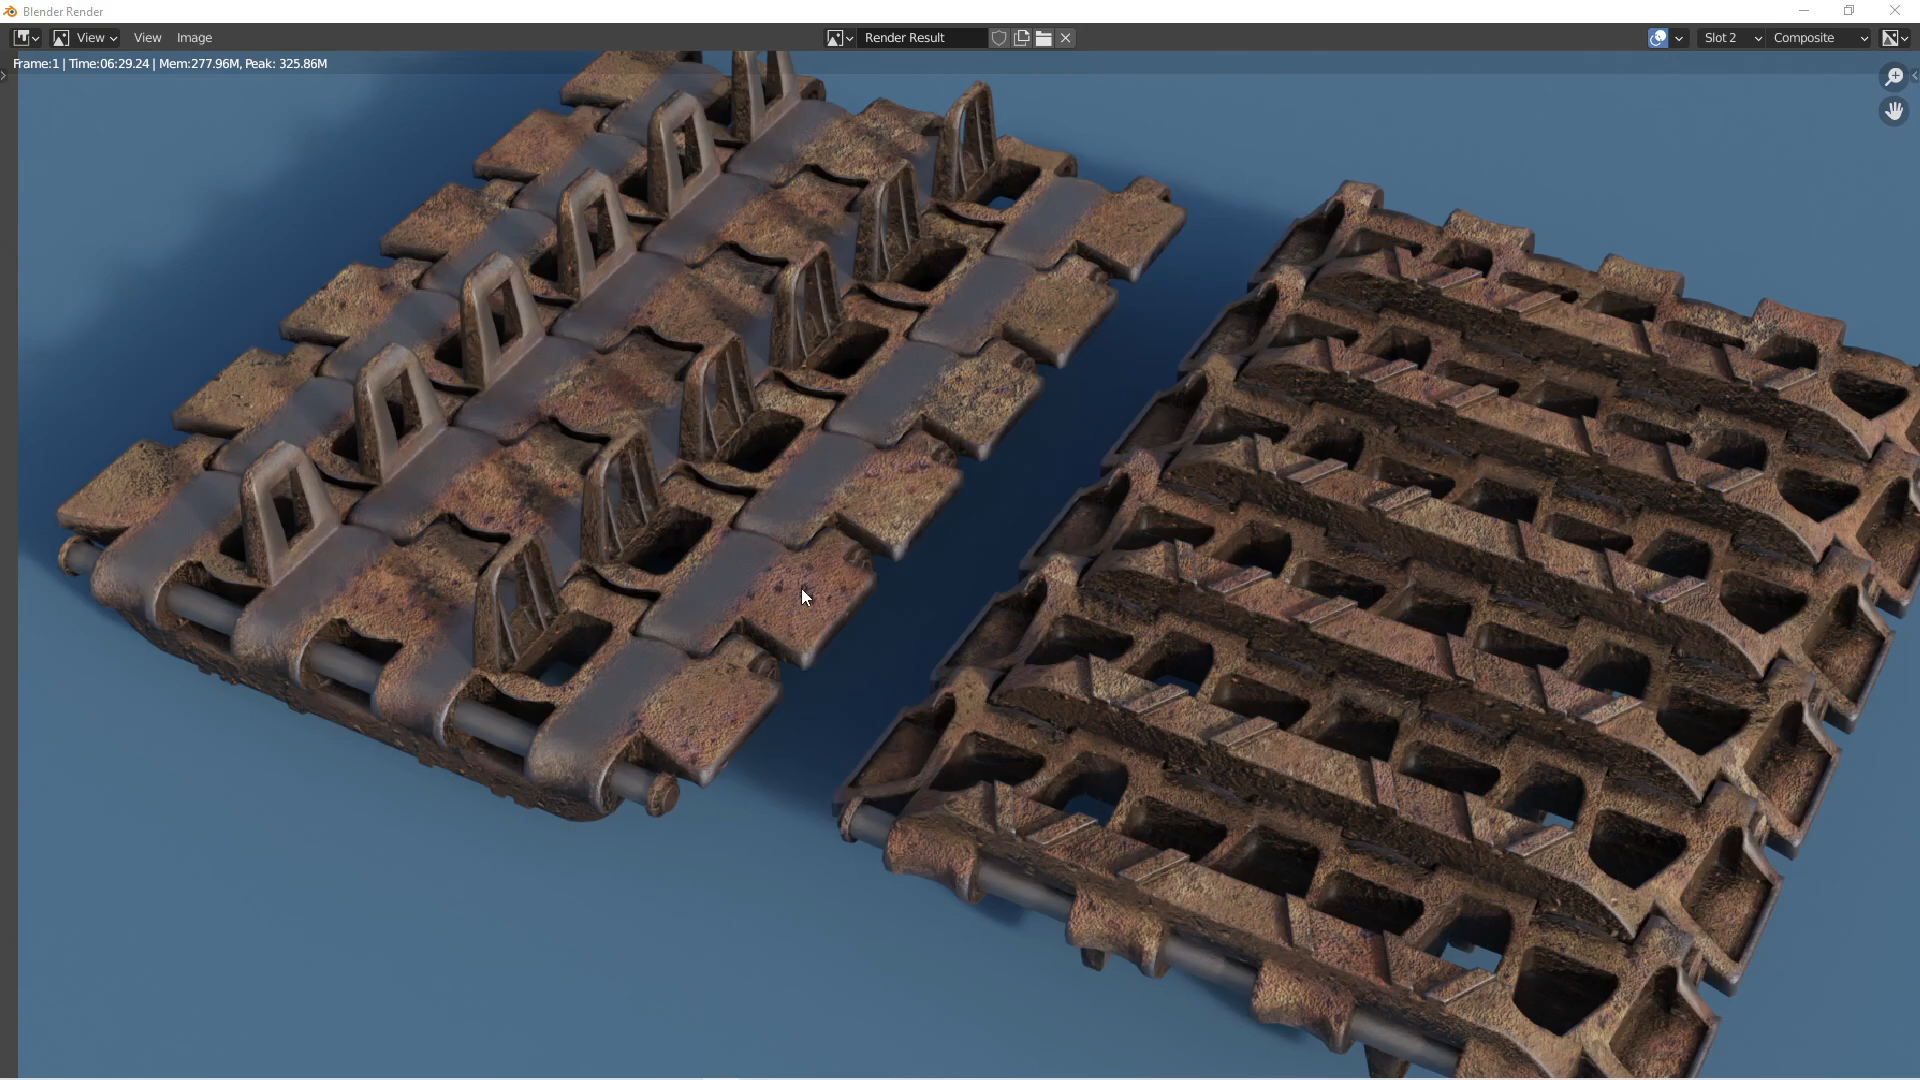 Blender Render
View View Image Render Result Slot 2 Composite
Frame:1 | Time:06:29.24 | Mem:277.96M, Peak: 325.86M